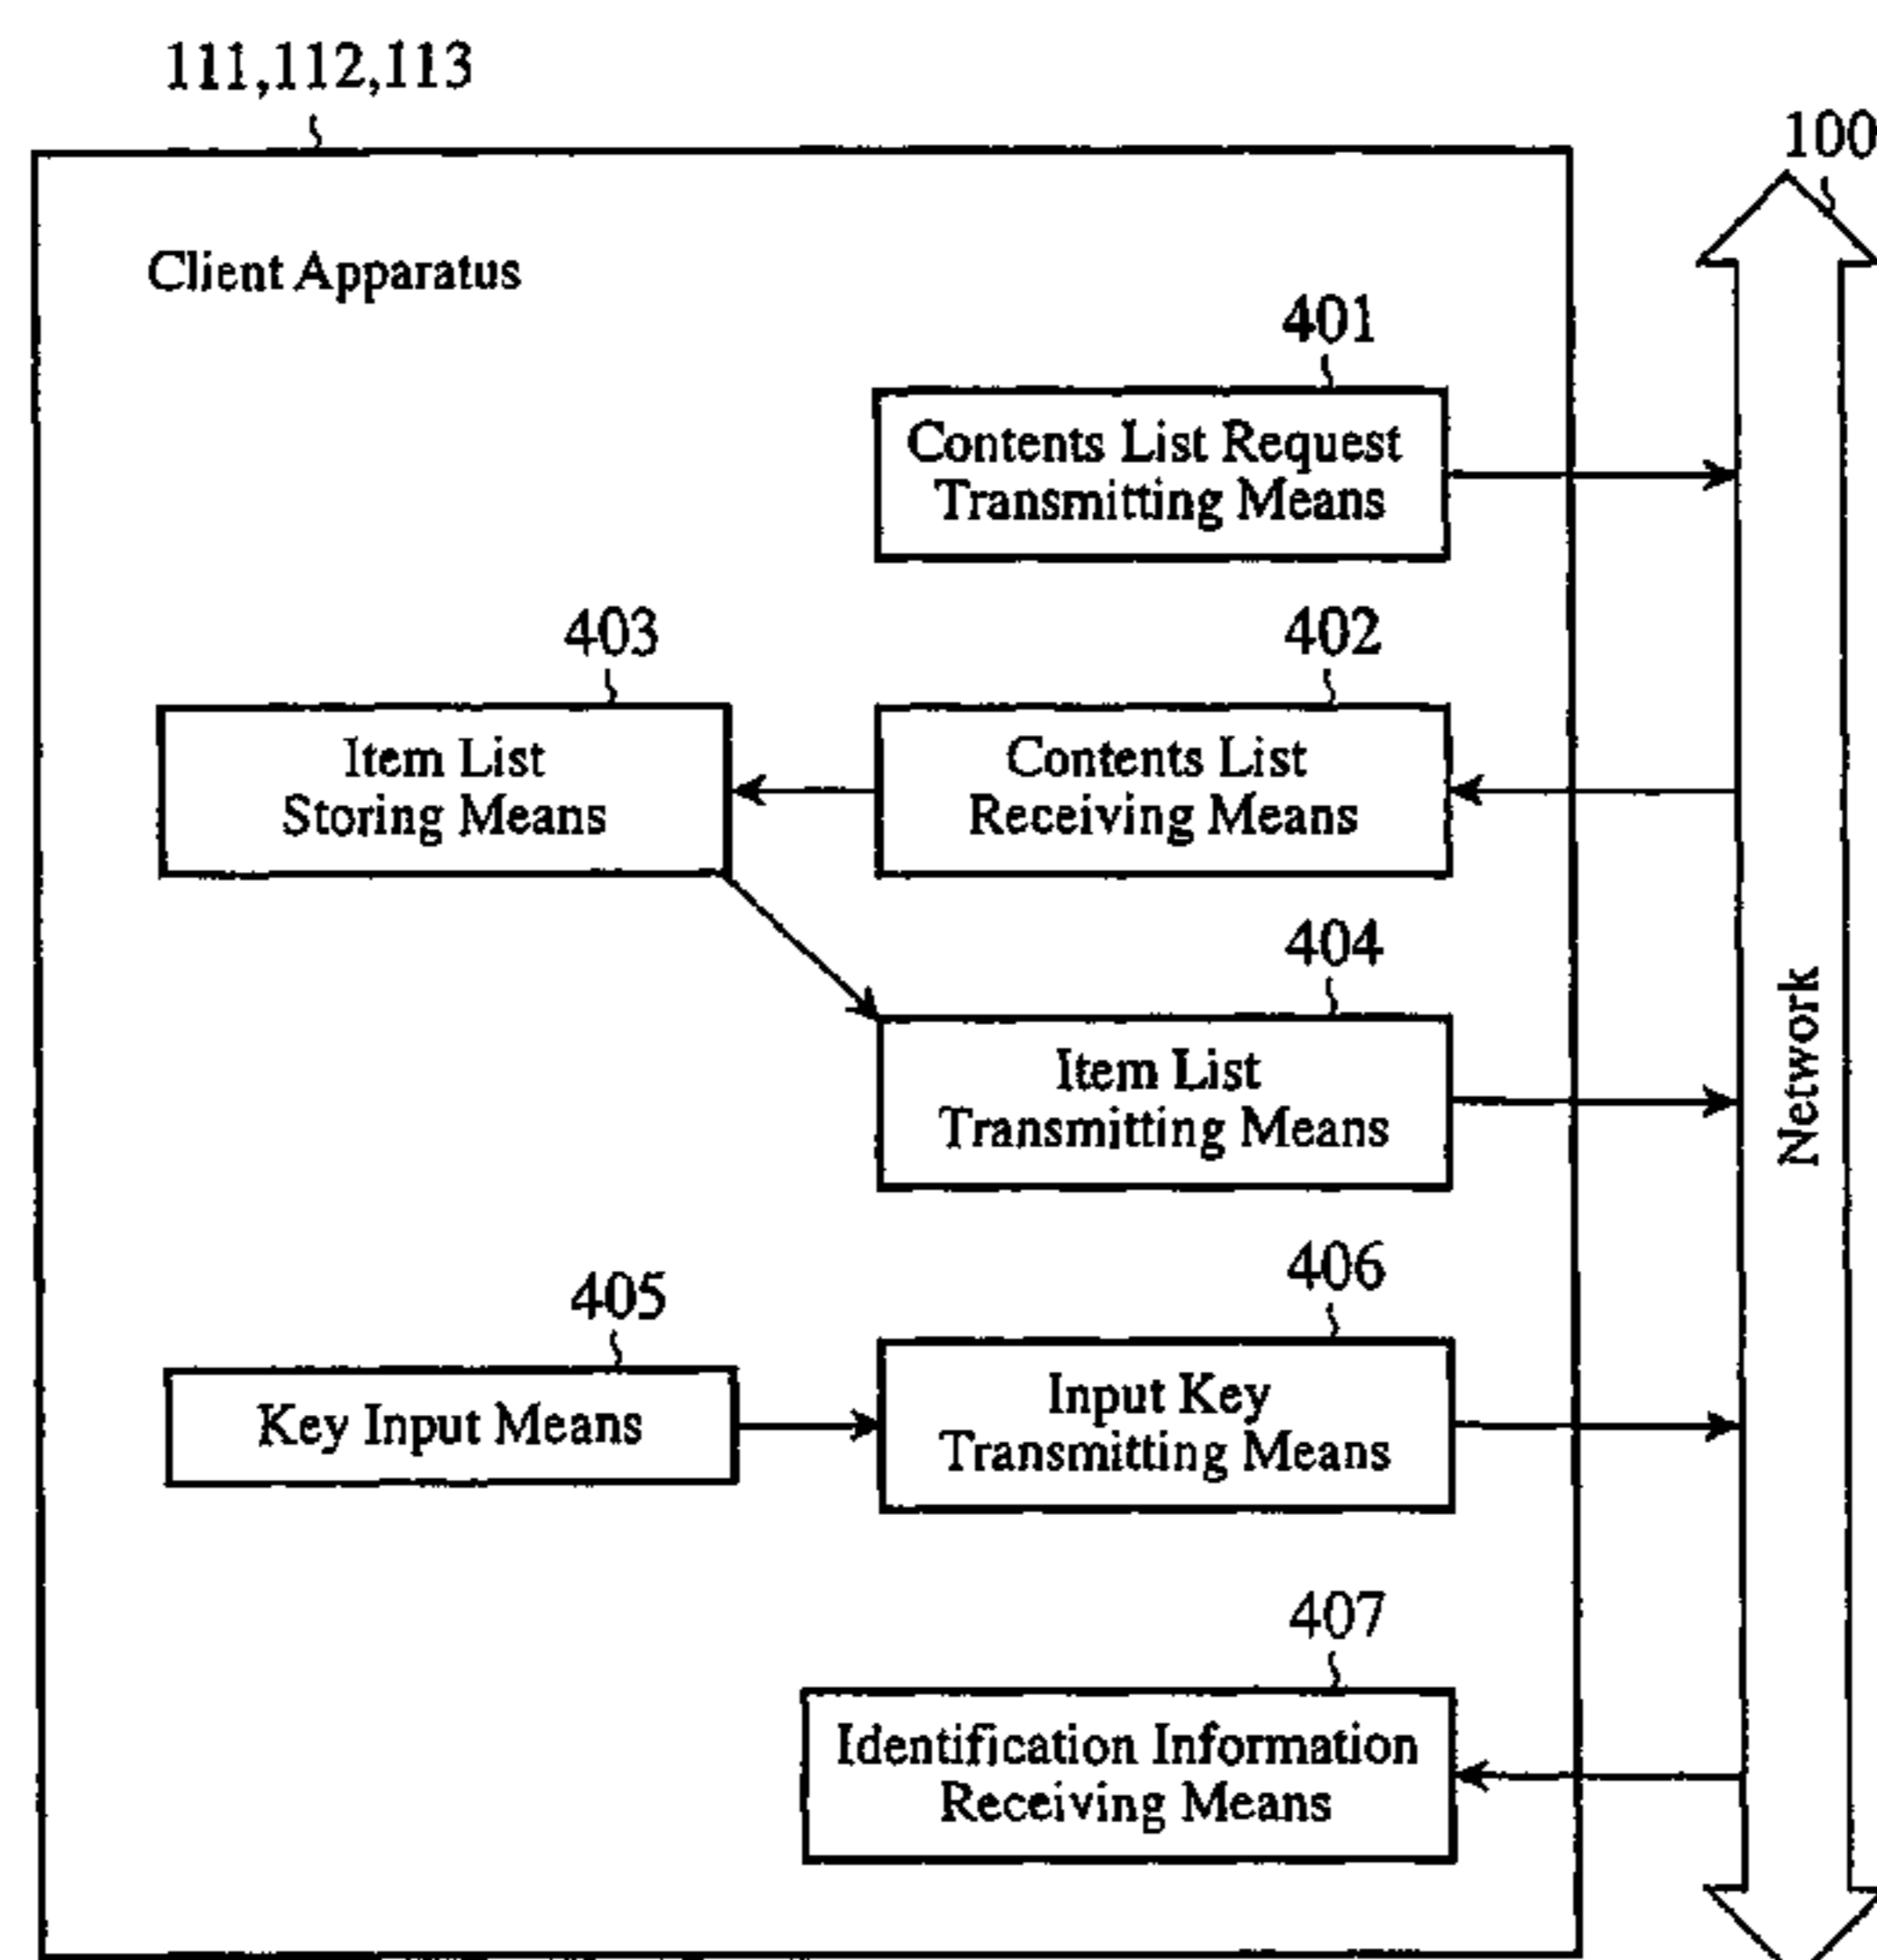 111,112,113
100
Client Apparatus
401
Contents List Request
Transmitting Means
403
402
Item List
Storing Means
Contents List
Receiving Means
404
Item List
Transmitting Means
Network
405
406
Key Input Means
Input Key
Transmitting Means
407
Identification Information
Receiving Means